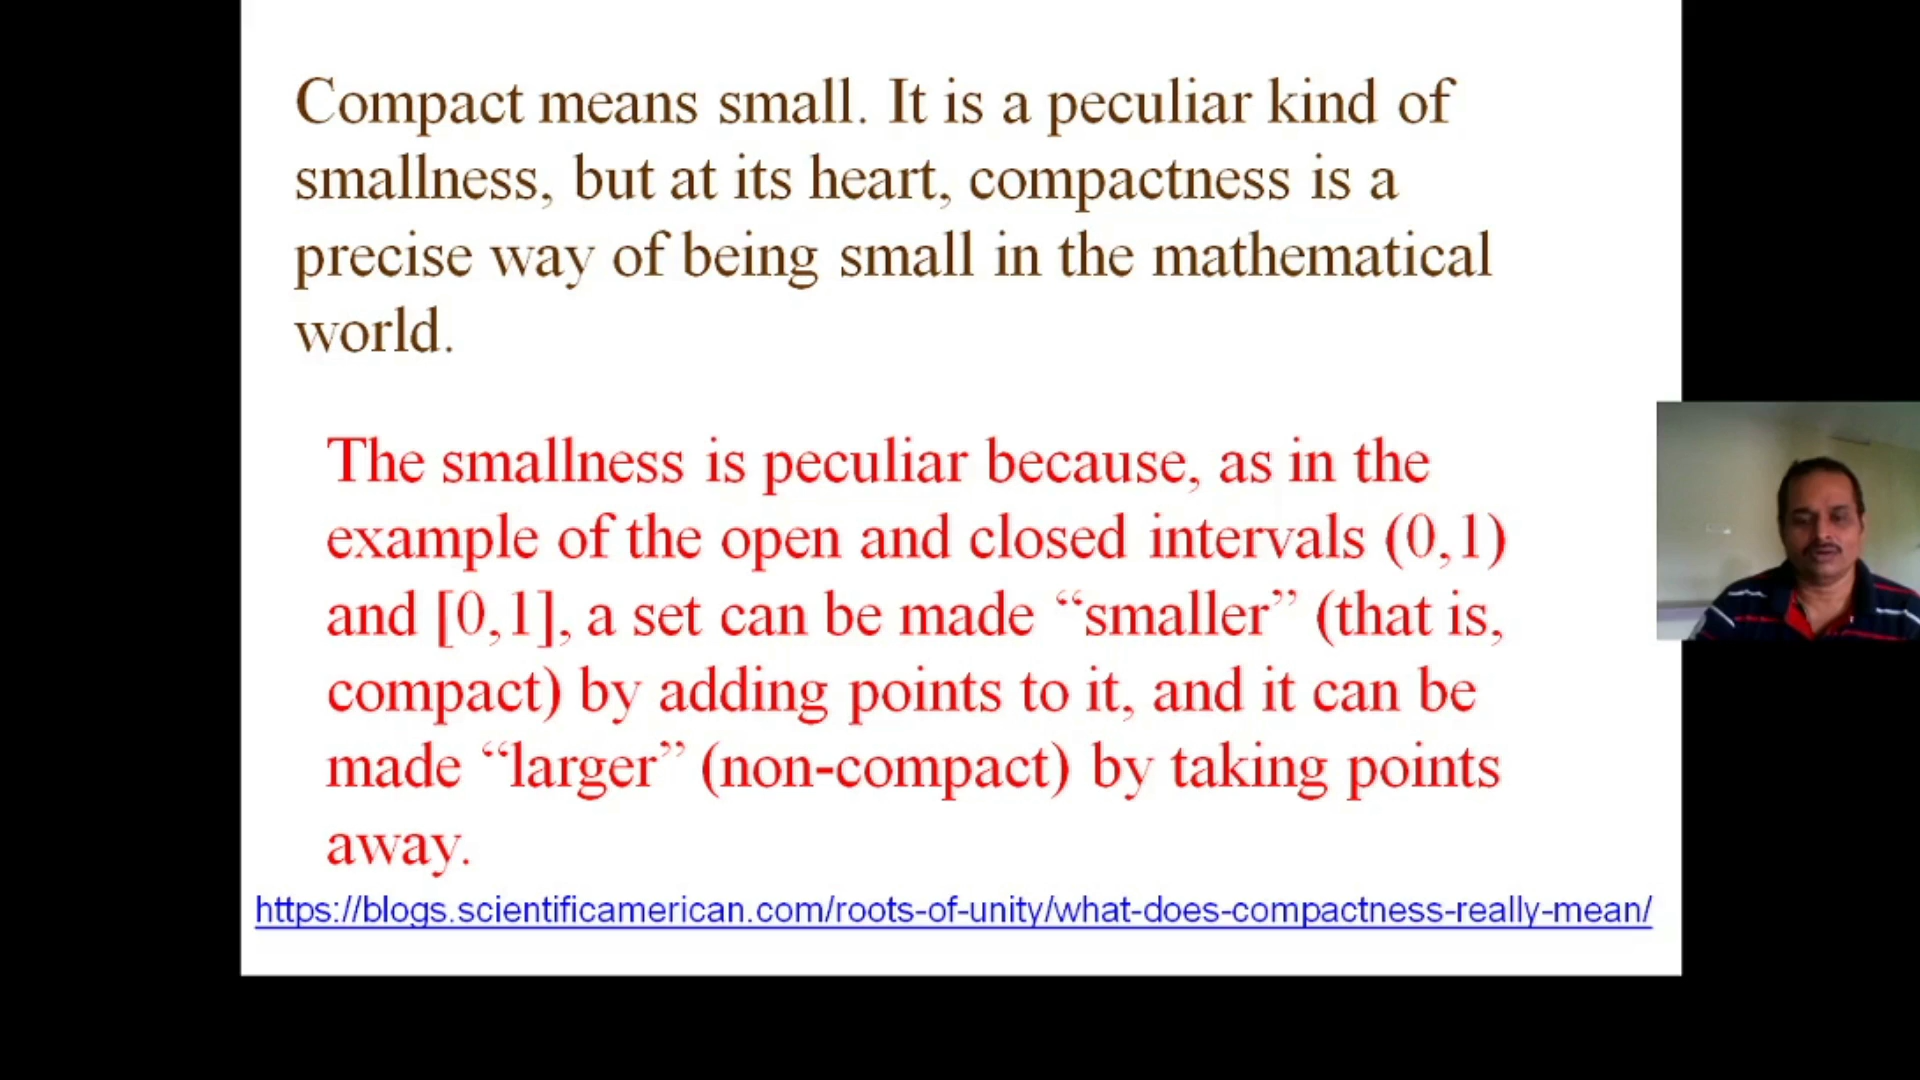 Compact means small. It is a peculiar kind of
smallness, but at its heart, compactness is a
precise way of being small in the mathematical
world.
The smallness is peculiar because, as in the
example of the open and closed intervals (0,1)
and [0,1], a set can be made “smaller” (that is,
compact) by adding points to it, and it can be
made “larger” (non-compact) by taking points
away.
https://blogs.scientificamerican.com/roots-of-unity/what-does-compactness-really-mean/